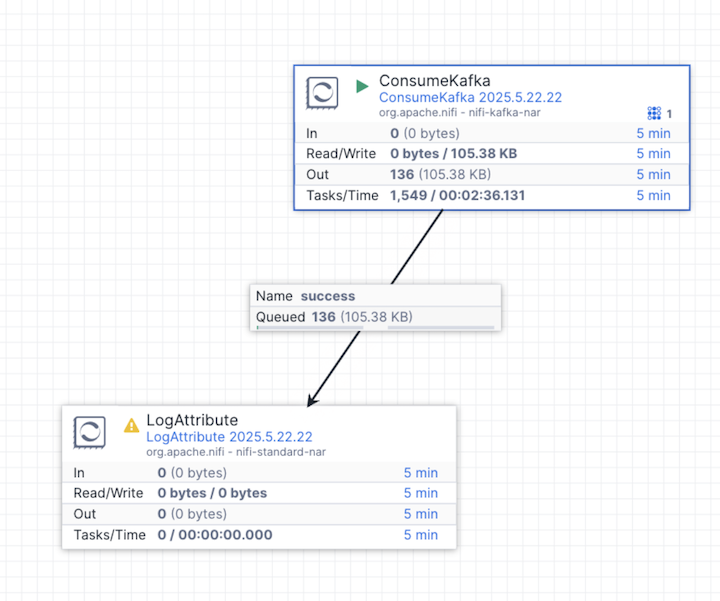 ConsumeKafka
ConsumeKafka 2025.5.22.22
org.apache.nifi - nifi-kafka-nar
1
In 0 (0 bytes) 5 min
Read/Write 0 bytes / 105.38 KB 5 min
Out 136 (105.38 KB) 5 min
Tasks/Time 1,549 / 00:02:36.131 5 min
Name success
Queued 136 (105.38 KB)
LogAttribute
LogAttribute 2025.5.22.22
org.apache.nifi - nifi-standard-nar
In 0 (0 bytes) 5 min
Read/Write 0 bytes / 0 bytes 5 min
Out 0 (0 bytes) 5 min
Tasks/Time 0 / 00:00:00.000 5 min